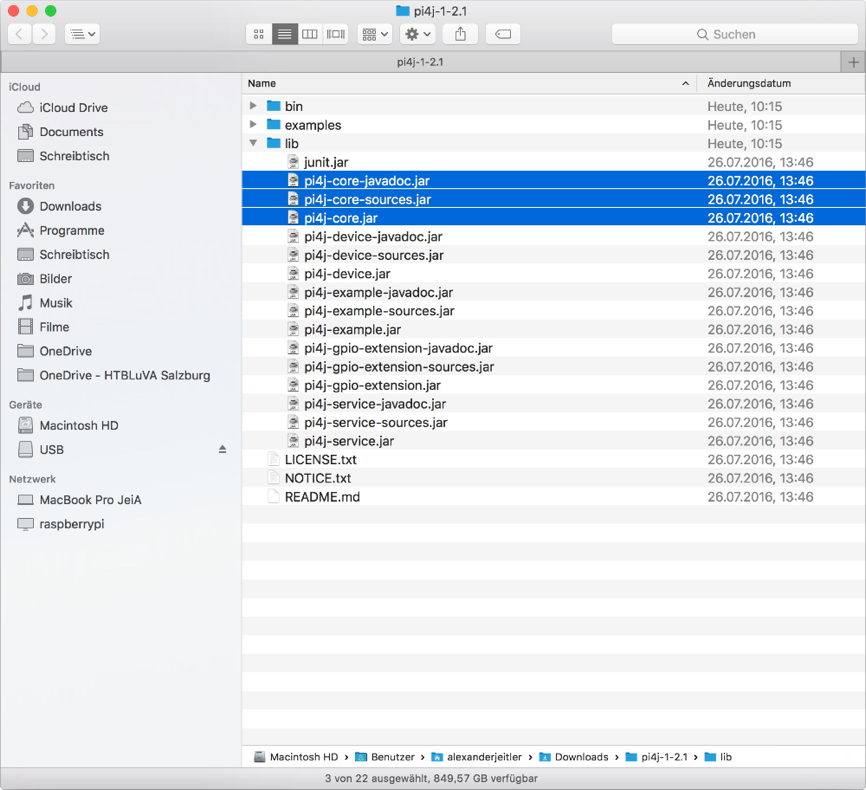 pi4j-1-2.1
Suchen
pi4j-1-2.1
iCloud
iCloud Drive
Documents
Schreibtisch
Favoriten
Downloads
Programme
Schreibtisch
Bilder
Musik
Filme
OneDrive
OneDrive - HTBLuVA Salzburg
Geräte
Macintosh HD
USB
Netzwerk
MacBook Pro JeiA
raspberrypi
Name Änderungsdatum
bin Heute, 10:15
examples Heute, 10:15
lib Heute, 10:15
junit.jar 26.07.2016, 13:46
pi4j-core-javadoc.jar 26.07.2016, 13:46
pi4j-core-sources.jar 26.07.2016, 13:46
pi4j-core.jar 26.07.2016, 13:46
pi4j-device-javadoc.jar 26.07.2016, 13:46
pi4j-device-sources.jar 26.07.2016, 13:46
pi4j-device.jar 26.07.2016, 13:46
pi4j-example-javadoc.jar 26.07.2016, 13:46
pi4j-example-sources.jar 26.07.2016, 13:46
pi4j-example.jar 26.07.2016, 13:46
pi4j-gpio-extension-javadoc.jar 26.07.2016, 13:46
pi4j-gpio-extension-sources.jar 26.07.2016, 13:46
pi4j-gpio-extension.jar 26.07.2016, 13:46
pi4j-service-javadoc.jar 26.07.2016, 13:46
pi4j-service-sources.jar 26.07.2016, 13:46
pi4j-service.jar 26.07.2016, 13:46
LICENSE.txt 26.07.2016, 13:46
NOTICE.txt 26.07.2016, 13:46
README.md 26.07.2016, 13:46
Macintosh HD › Benutzer › alexanderjeitler › Downloads › pi4j-1-2.1 › lib
3 von 22 ausgewählt, 849,57 GB verfügbar